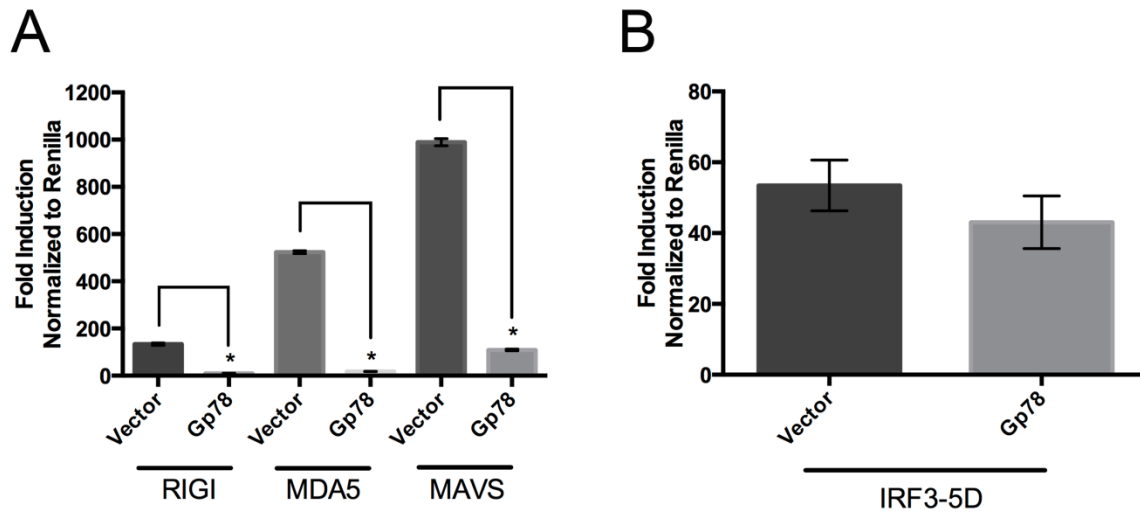 A
Fold Induction
Normalized to Renilla
1200
1000
800
600
400
200
0
*
*
*
Vector
Gp78
Vector
Gp78
Vector
Gp78
RIGI
MDA5
MAVS
B
Fold Induction
Normalized to Renilla
80
60
40
20
0
Vector
Gp78
IRF3-5D